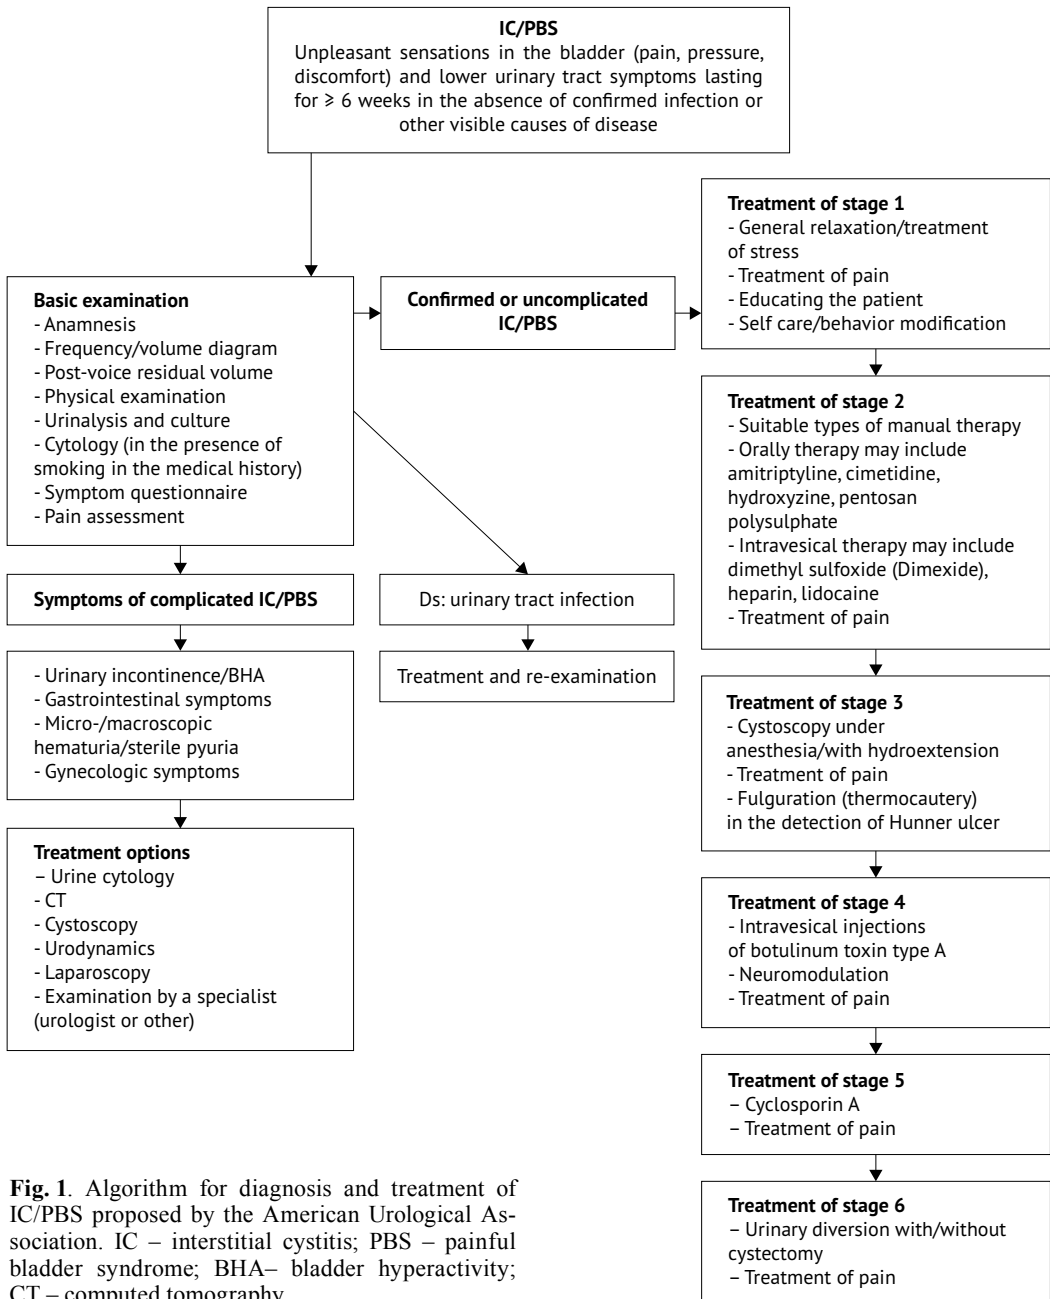 IC/PBS
Unpleasant sensations in the bladder (pain, pressure,
discomfort) and lower urinary tract symptoms lasting
for ⩾ 6 weeks in the absence of confirmed infection or
other visible causes of disease
Basic examination
- Anamnesis
- Frequency/volume diagram
- Post-voice residual volume
- Physical examination
- Urinalysis and culture
- Cytology (in the presence of
smoking in the medical history)
- Symptom questionnaire
- Pain assessment
Confirmed or uncomplicated
IC/PBS
Symptoms of complicated IC/PBS
- Urinary incontinence/BHA
- Gastrointestinal symptoms
- Micro-/macroscopic
hematuria/sterile pyuria
- Gynecologic symptoms
Treatment options
– Urine cytology
- CT
- Cystoscopy
- Urodynamics
- Laparoscopy
- Examination by a specialist
(urologist or other)
Ds: urinary tract infection
Treatment and re-examination
Treatment of stage 1
- General relaxation/treatment
of stress
- Treatment of pain
- Educating the patient
- Self care/behavior modification
Treatment of stage 2
- Suitable types of manual therapy
- Orally therapy may include
amitriptyline, cimetidine,
hydroxyzine, pentosan
polysulphate
- Intravesical therapy may include
dimethyl sulfoxide (Dimexide),
heparin, lidocaine
- Treatment of pain
Treatment of stage 3
- Cystoscopy under
anesthesia/with hydroextension
- Treatment of pain
- Fulguration (thermocautery)
in the detection of Hunner ulcer
Treatment of stage 4
- Intravesical injections
of botulinum toxin type A
- Neuromodulation
- Treatment of pain
Treatment of stage 5
– Cyclosporin A
– Treatment of pain
Treatment of stage 6
– Urinary diversion with/without
cystectomy
– Treatment of pain
Fig. 1. Algorithm for diagnosis and treatment of
IC/PBS proposed by the American Urological As-
sociation. IC – interstitial cystitis; PBS – painful
bladder syndrome; BHA– bladder hyperactivity;
CT – computed tomography